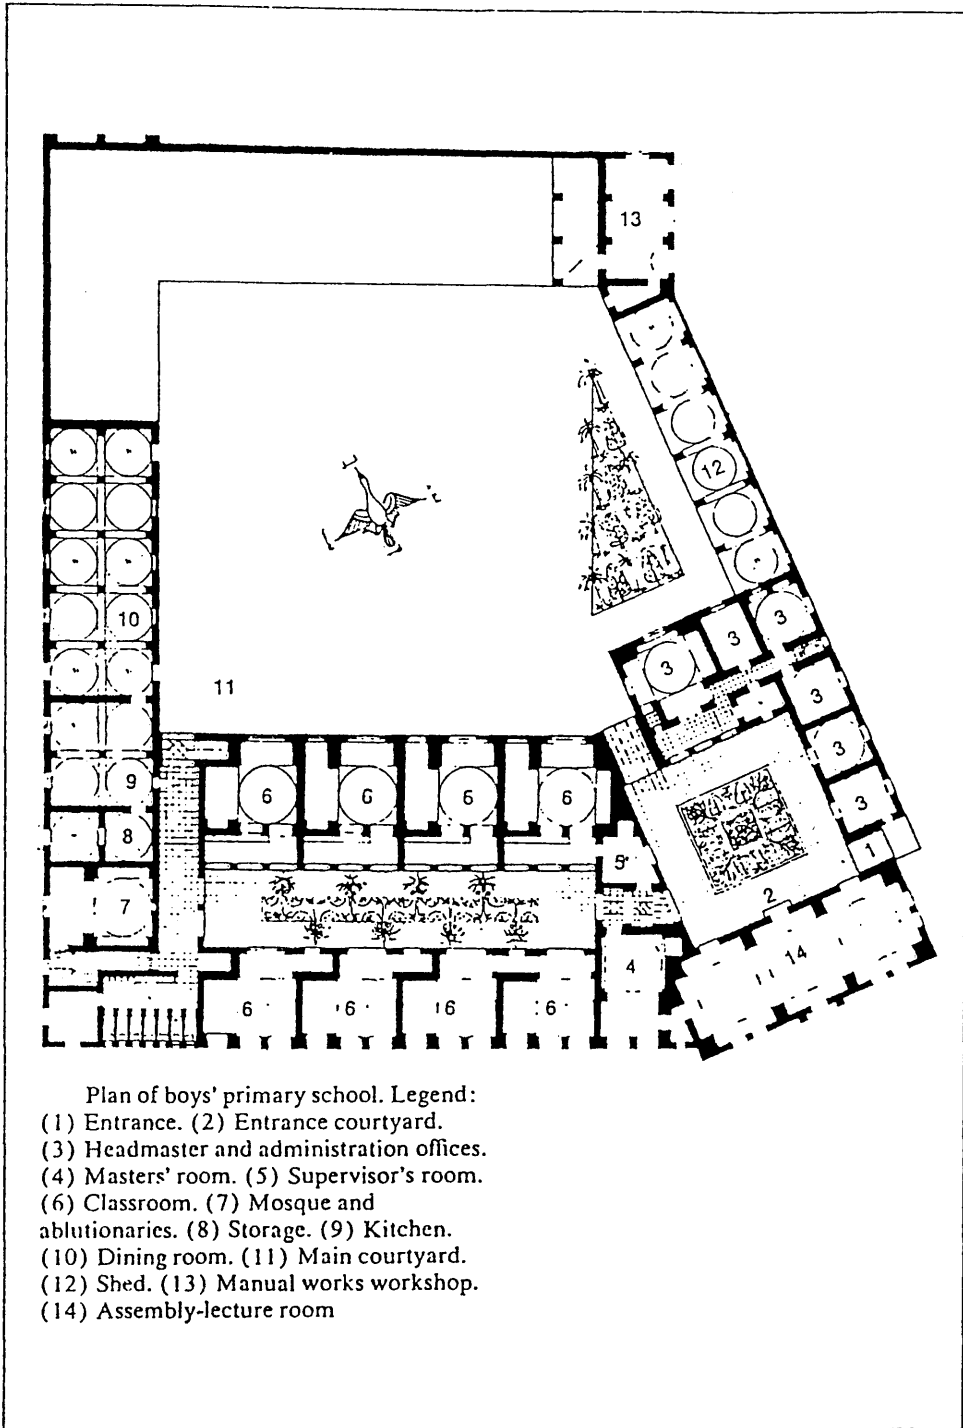 13
12
3
3
3
10
3
11
3
9
6
6
6
6
3
8
5
1
7
2
14
4
6
6
6
6
Plan of boys' primary school. Legend:
(1) Entrance. (2) Entrance courtyard.
(3) Headmaster and administration offices.
(4) Masters' room. (5) Supervisor's room.
(6) Classroom. (7) Mosque and
ablutionaries. (8) Storage. (9) Kitchen.
(10) Dining room. (11) Main courtyard.
(12) Shed. (13) Manual works workshop.
(14) Assembly-lecture room